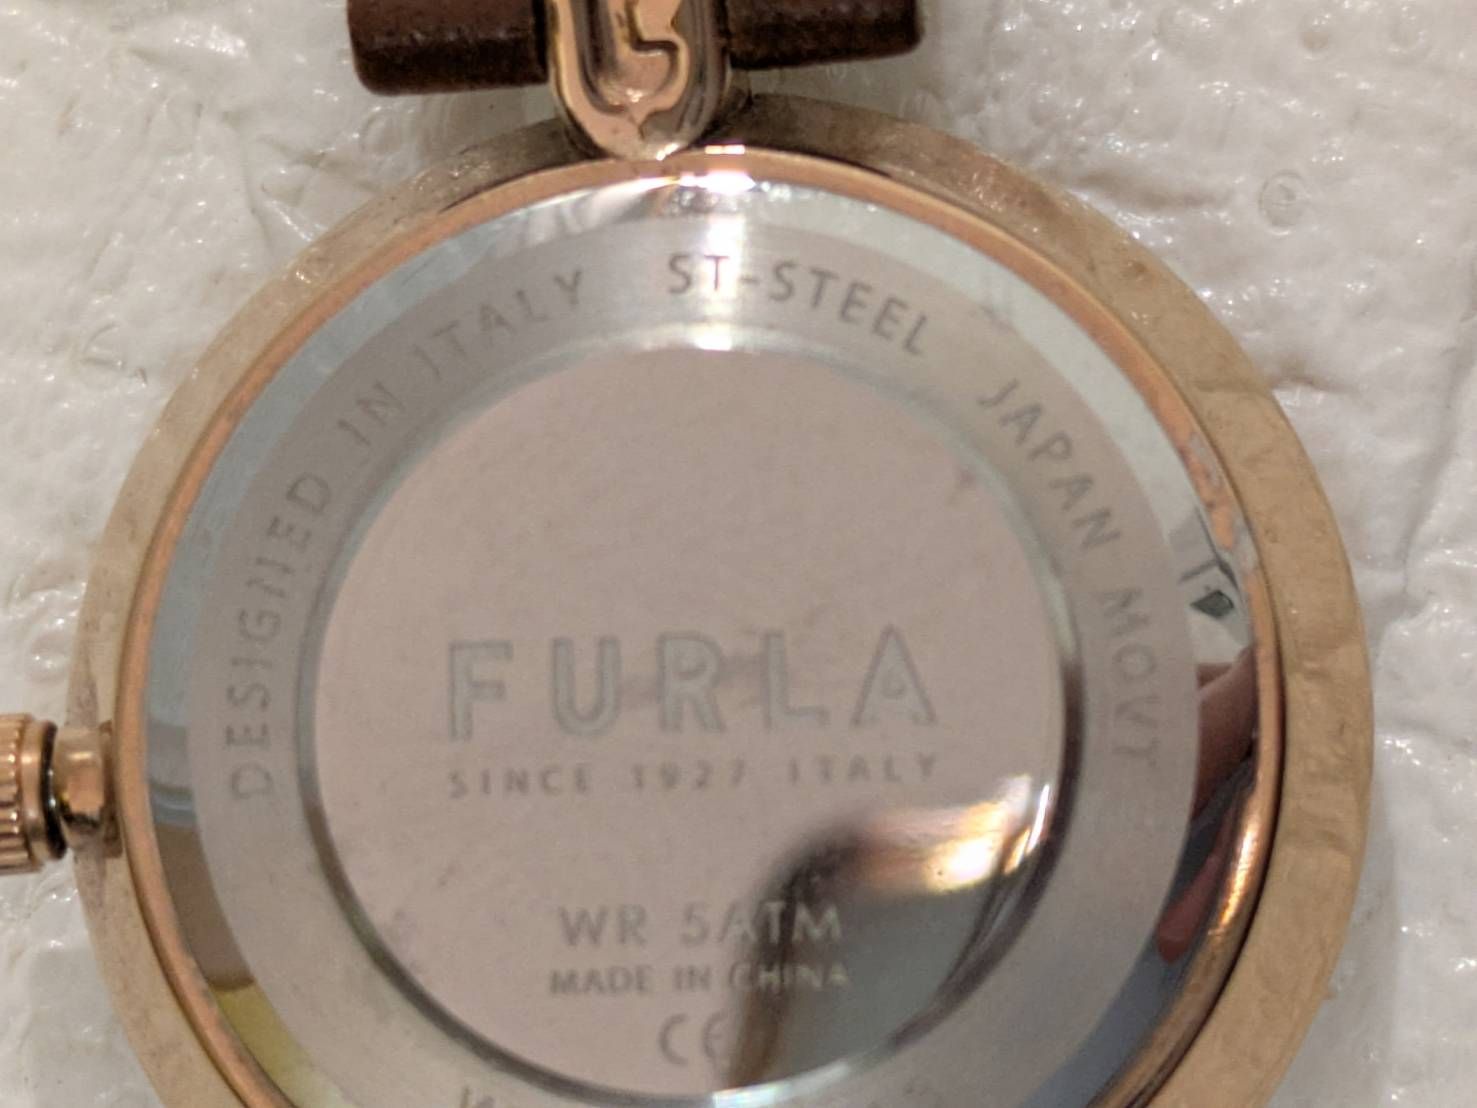 DESIGNED IN ITALY ST-STEEL JAPAN MOVT
FURLA
SINCE 1927 ITALY
WR 5ATM
MADE IN CHINA
CE